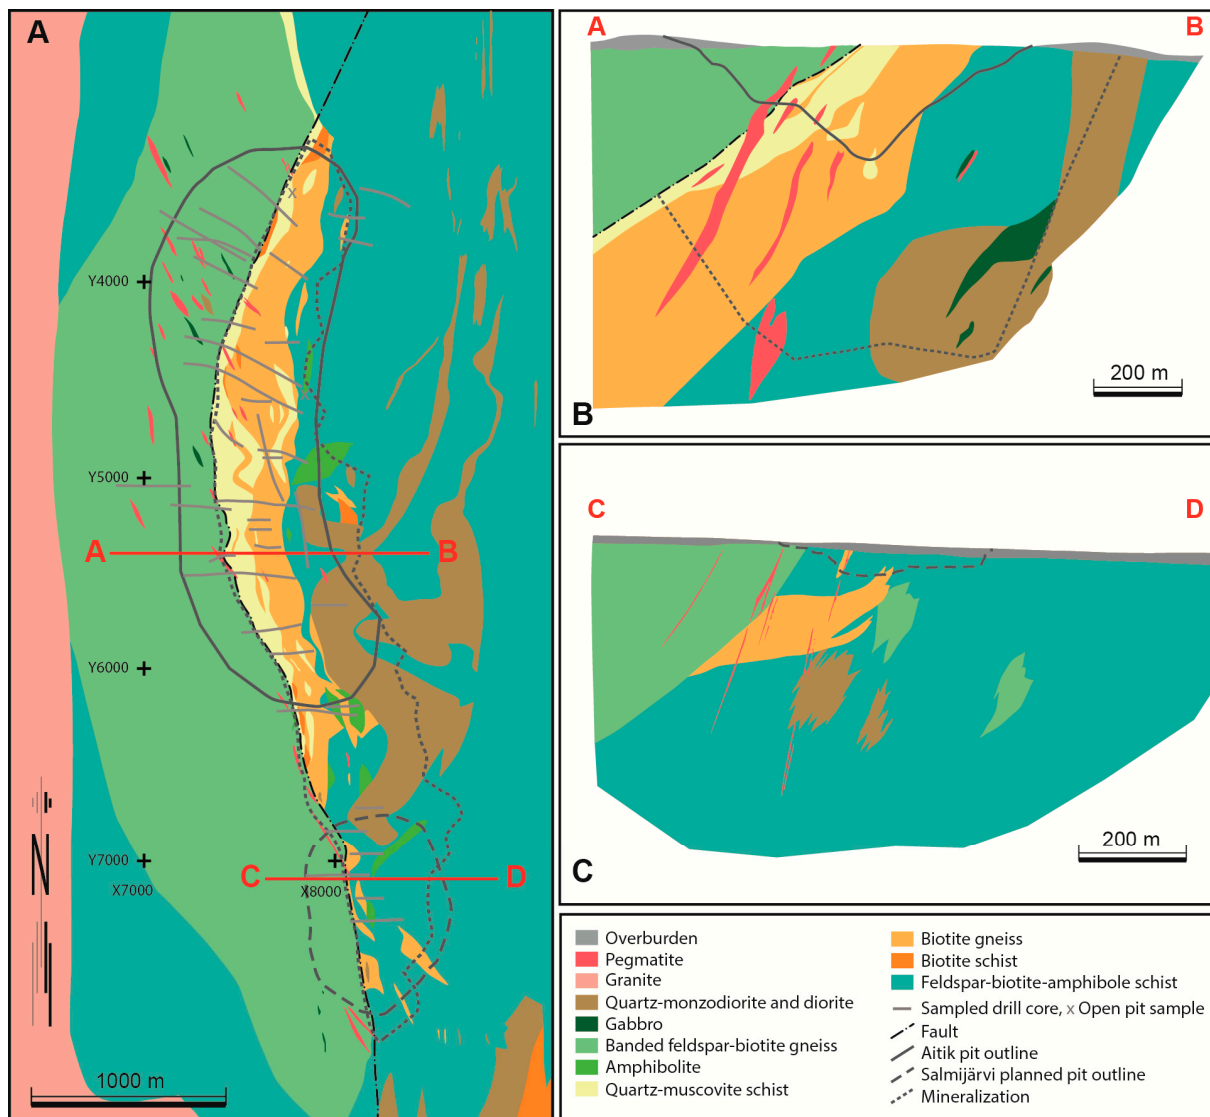 A
Y4000
Y5000
A
B
Y6000
Y7000
X7000
X8000
C
D
N
1000 m
A
B
200 m
B
C
D
200 m
C
Overburden
Pegmatite
Granite
Quartz-monzodiorite and diorite
Gabbro
Banded feldspar-biotite gneiss
Amphibolite
Quartz-muscovite schist
Biotite gneiss
Biotite schist
Feldspar-biotite-amphibole schist
Sampled drill core, x Open pit sample
Fault
Aitik pit outline
Salmijärvi planned pit outline
Mineralization